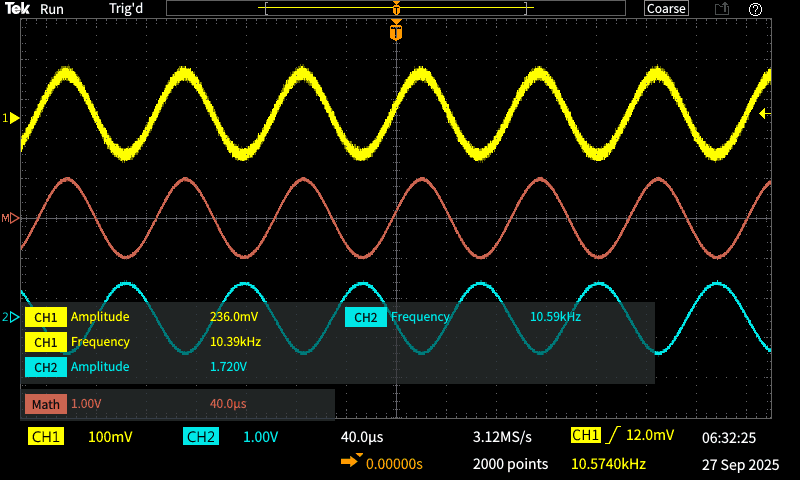 Tek Run Trig'd T Coarse
T
1
M
2
CH1 Amplitude 236.0mV CH2 Frequency 10.59kHz
CH1 Frequency 10.39kHz
CH2 Amplitude 1.720V
Math 1.00V 40.0µs
CH1 100mV CH2 1.00V 40.0µs 3.12MS/s CH1 12.0mV 06:32:25
0.00000s 2000 points 10.5740kHz 27 Sep 2025